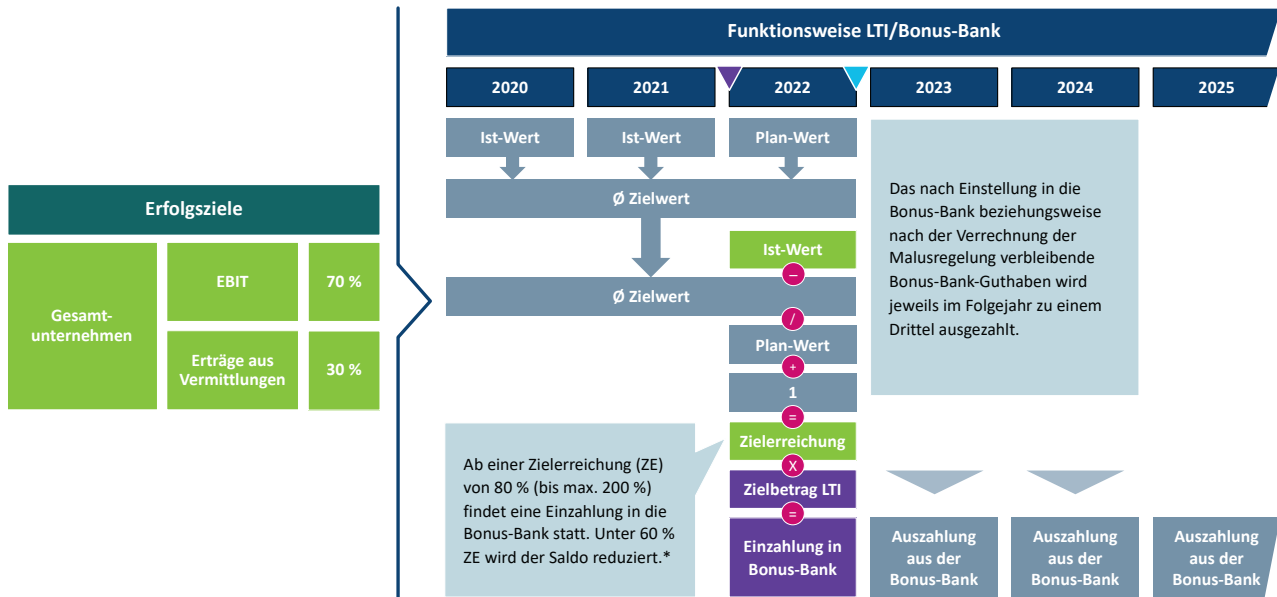 Funktionsweise LTI/Bonus-Bank
2020
2021
2022
2023
2024
2025
Ist-Wert
Ist-Wert
Plan-Wert
Ø Zielwert
Erfolgsziele
Gesamt-
unternehmen
EBIT
70 %
Erträge aus
Vermittlungen
30 %
Ist-Wert
–
Ø Zielwert
/
Plan-Wert
+
1
=
Zielerreichung
X
Zielbetrag LTI
=
Einzahlung in
Bonus-Bank
Das nach Einstellung in die
Bonus-Bank beziehungsweise
nach der Verrechnung der
Malusregelung verbleibende
Bonus-Bank-Guthaben wird
jeweils im Folgejahr zu einem
Drittel ausgezahlt.
Ab einer Zielerreichung (ZE)
von 80 % (bis max. 200 %)
findet eine Einzahlung in die
Bonus-Bank statt. Unter 60 %
ZE wird der Saldo reduziert.*
Auszahlung
aus der
Bonus-Bank
Auszahlung
aus der
Bonus-Bank
Auszahlung
aus der
Bonus-Bank